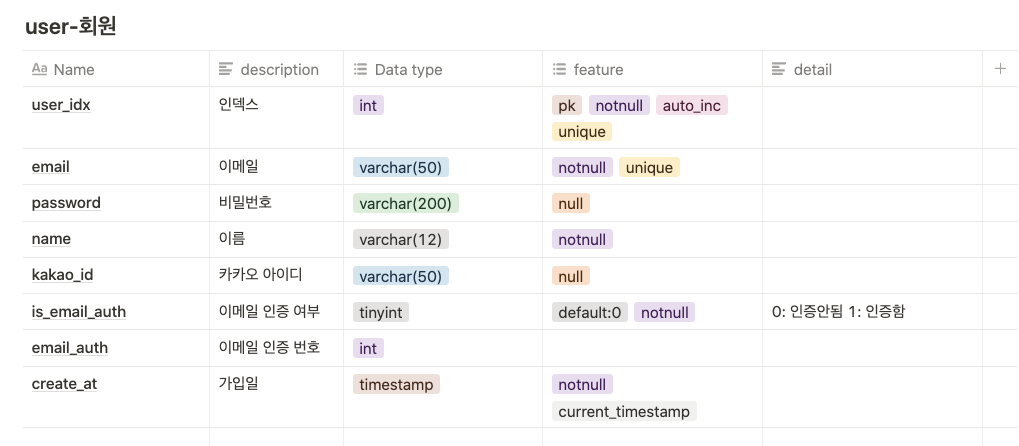 user-회원
Aa Name description Data type feature detail +
user_idx 인덱스 int pk notnull auto_inc
unique
email 이메일 varchar(50) notnull unique
password 비밀번호 varchar(200) null
name 이름 varchar(12) notnull
kakao_id 카카오 아이디 varchar(50) null
is_email_auth 이메일 인증 여부 tinyint default:0 notnull 0: 인증안됨 1: 인증함
email_auth 이메일 인증 번호 int
create_at 가입일 timestamp notnull
current_timestamp